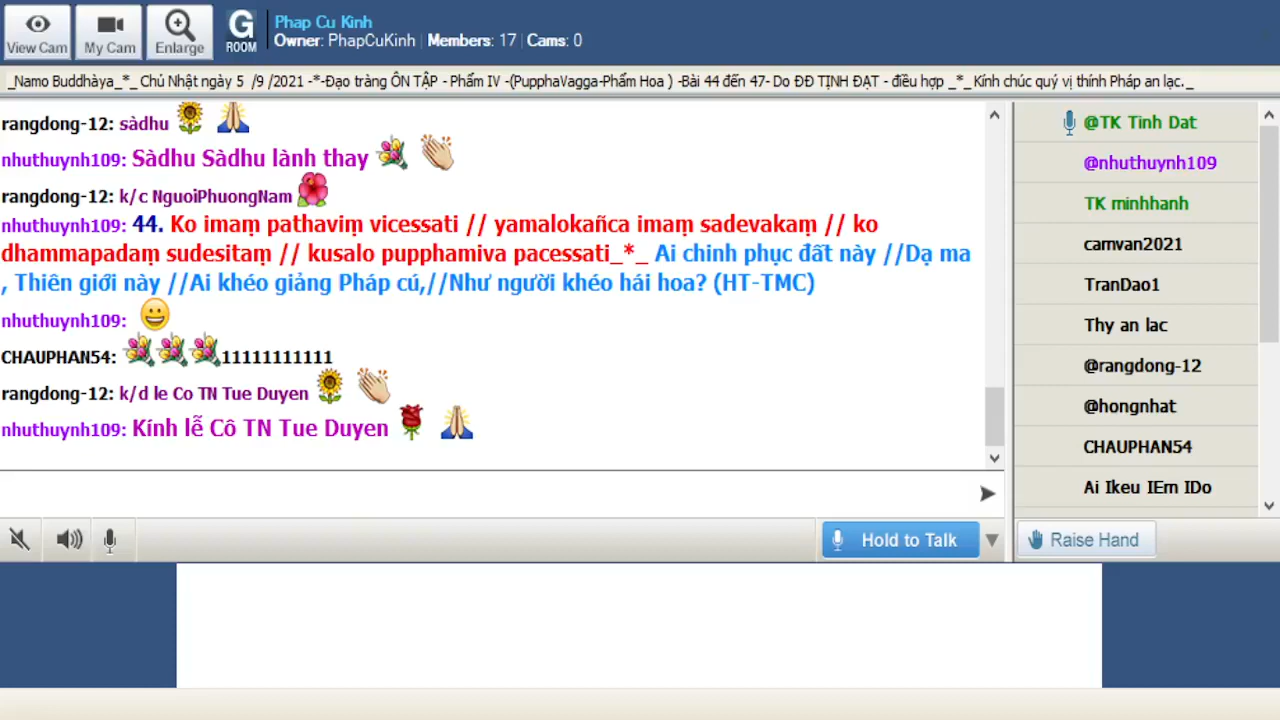 View Cam
My Cam
Enlarge
G
ROOM
Phap Cu Kinh
Owner: PhapCuKinh | Members: 17 | Cams: 0
_Namo Buddhàya_*_ Chủ Nhật ngày 5 /9 /2021 -*-Đạo tràng ÔN TẬP - Phẩm IV -(PupphaVagga-Phẩm Hoa ) -Bài 44 đến 47- Do ĐĐ TỊNH ĐẠT - điều hợp _*_ Kính chúc quý vị thính Pháp an lạc._
rangdong-12: sàdhu
nhuthuynh109: Sàdhu Sàdhu lành thay
rangdong-12: k/c NguoiPhuongNam
nhuthuynh109: 44. Ko imaṃ pathaviṃ vicessati // yamalokañca imaṃ sadevakaṃ // ko
dhammapadaṃ sudesitaṃ // kusalo pupphamiva pacessati_*_ Ai chinh phục đất này //Dạ ma
, Thiên giới này //Ai khéo giảng Pháp cú,//Như người khéo hái hoa? (HT-TMC)
nhuthuynh109:
CHAUPHAN54: 11111111111
rangdong-12: k/d le Co TN Tue Duyen
nhuthuynh109: Kính lễ Cô TN Tue Duyen
@TK Tinh Dat
@nhuthuynh109
TK minhhanh
camvan2021
TranDao1
Thy an lac
@rangdong-12
@hongnhat
CHAUPHAN54
Ai Ikeu IEm IDo
Hold to Talk
Raise Hand